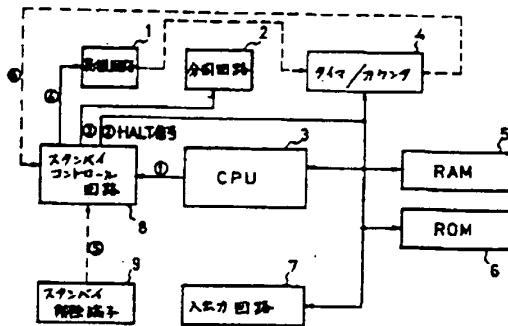 1
発振回路
2
分周回路
4
タイマ/カウンタ
⑥
④
③
②HALT信号
スタンバイ
コントロール
回路
8
①
3
CPU
5
RAM
ROM
6
⑤
9
スタンバイ
解除端子
7
入出力回路